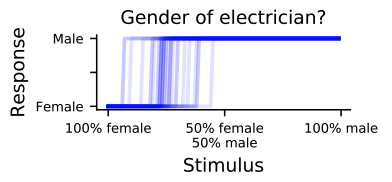 Gender of electrician?
Response
Male
Female
100% female
50% female
50% male
100% male
Stimulus